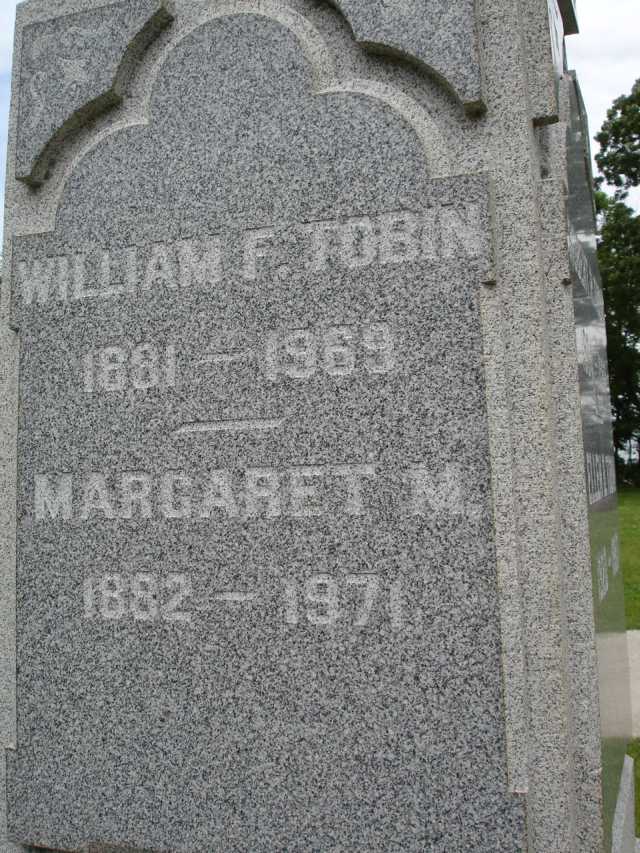 WILLIAM F. TOBIN
1881 — 1969
MARGARET M.
1882 — 1971.